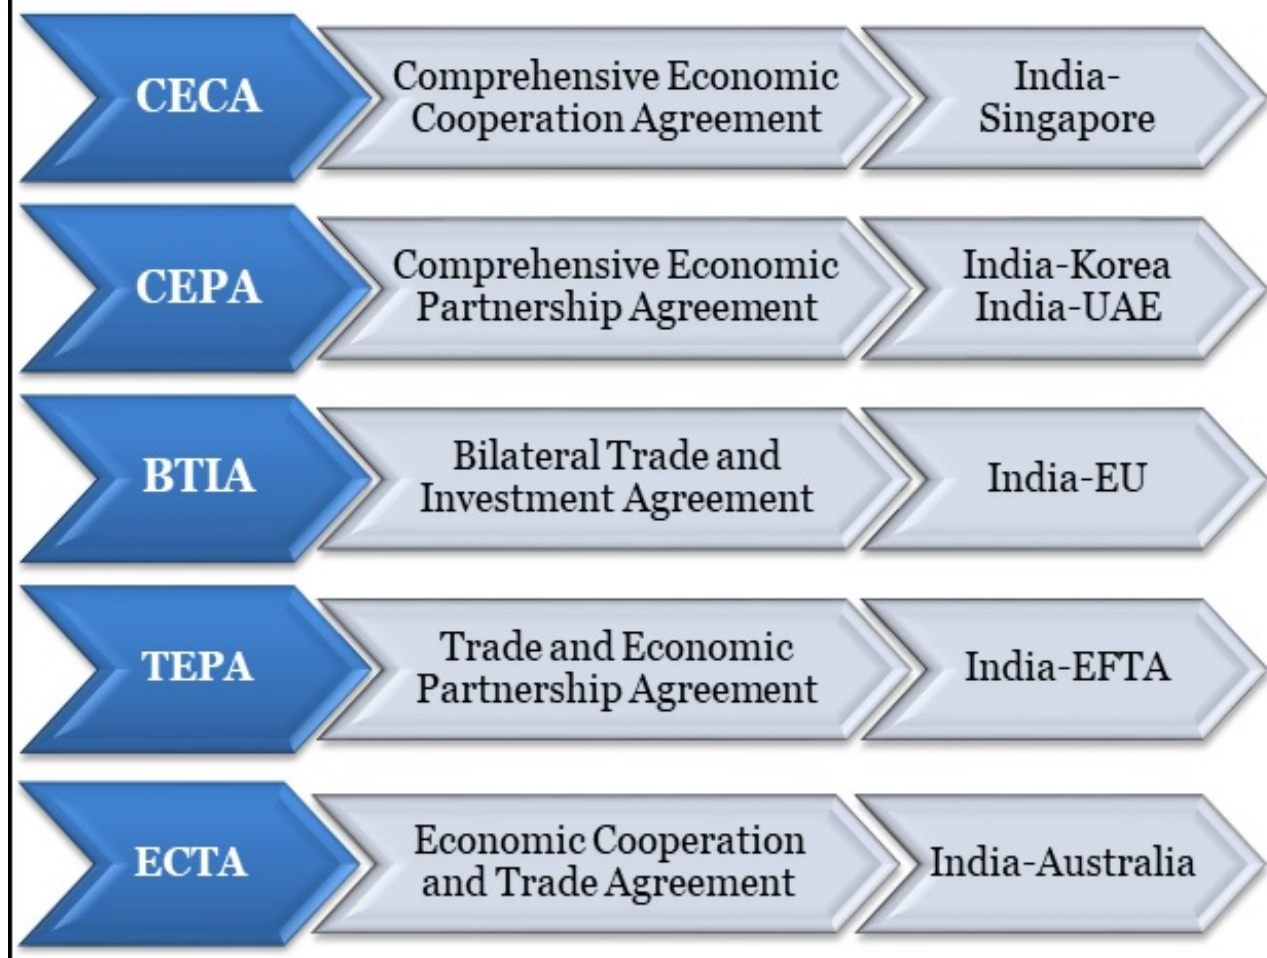 CECA
Comprehensive Economic
Cooperation Agreement
India-
Singapore
CEPA
Comprehensive Economic
Partnership Agreement
India-Korea
India-UAE
BTIA
Bilateral Trade and
Investment Agreement
India-EU
TEPA
Trade and Economic
Partnership Agreement
India-EFTA
ECTA
Economic Cooperation
and Trade Agreement
India-Australia